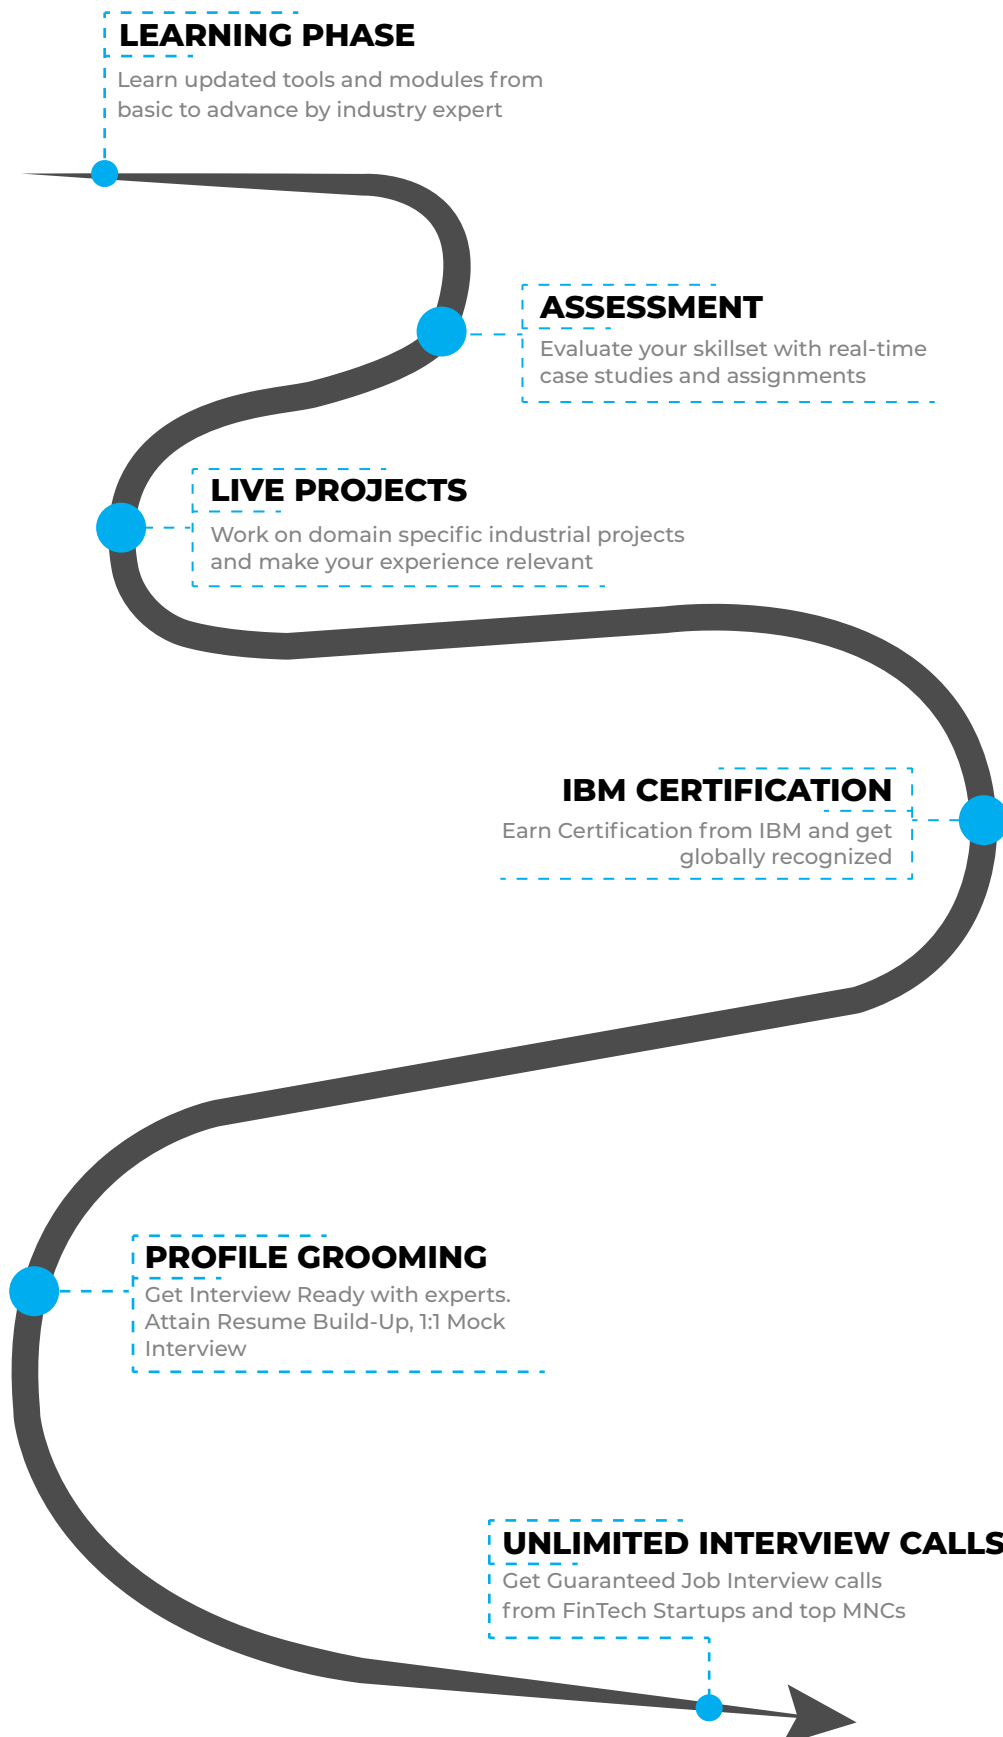 LEARNING PHASE
Learn updated tools and modules from
basic to advance by industry expert
ASSESSMENT
Evaluate your skillset with real-time
case studies and assignments
LIVE PROJECTS
Work on domain specific industrial projects
and make your experience relevant
IBM CERTIFICATION
Earn Certification from IBM and get
globally recognized
PROFILE GROOMING
Get Interview Ready with experts.
Attain Resume Build-Up, 1:1 Mock
Interview
UNLIMITED INTERVIEW CALLS
Get Guaranteed Job Interview calls
from FinTech Startups and top MNCs